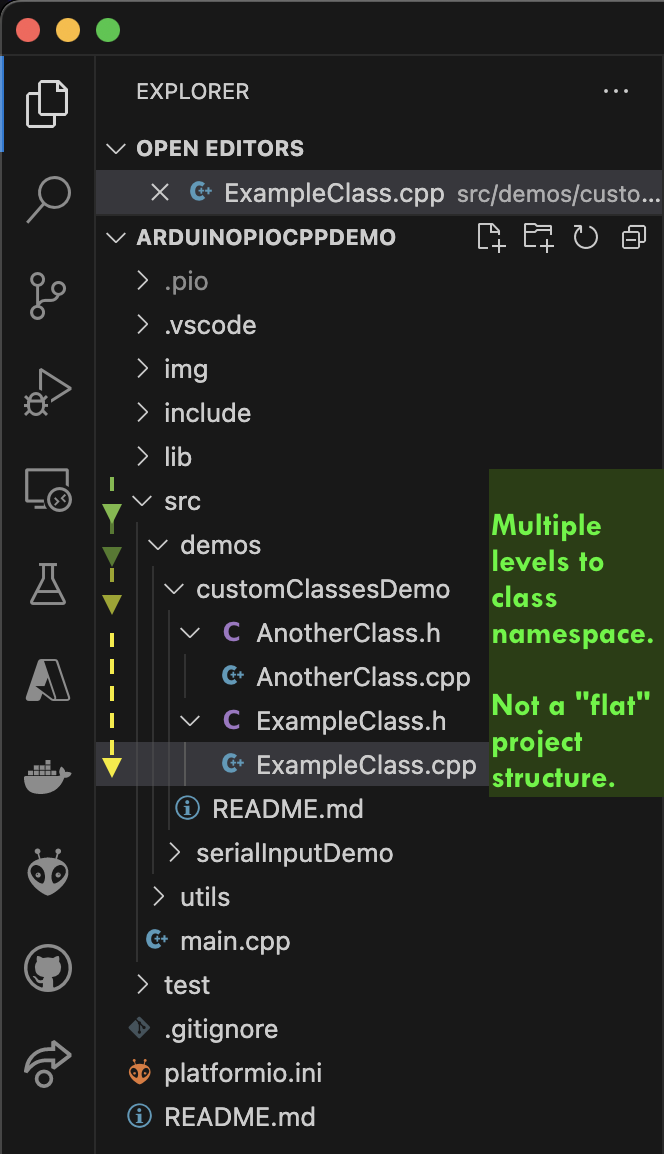 EXPLORER
OPEN EDITORS
ExampleClass.cpp src/demos/custo...
ARDUINOPIOCPPDEMO
.pio
.vscode
img
include
lib
src
demos
customClassesDemo
C AnotherClass.h
AnotherClass.cpp
C ExampleClass.h
ExampleClass.cpp
README.md
serialInputDemo
utils
main.cpp
test
.gitignore
platformio.ini
README.md
Multiple
levels to
class
namespace.
Not a "flat"
project
structure.